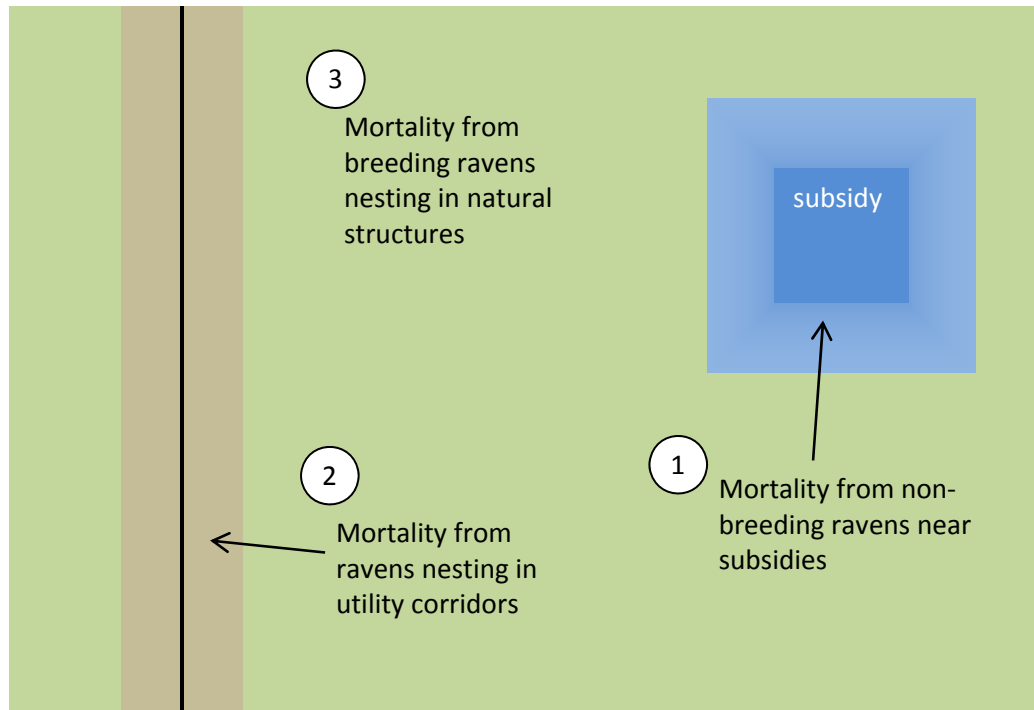 3
Mortality from
breeding ravens
nesting in natural
structures
subsidy
2
Mortality from
ravens nesting in
utility corridors
1
Mortality from non-
breeding ravens near
subsidies